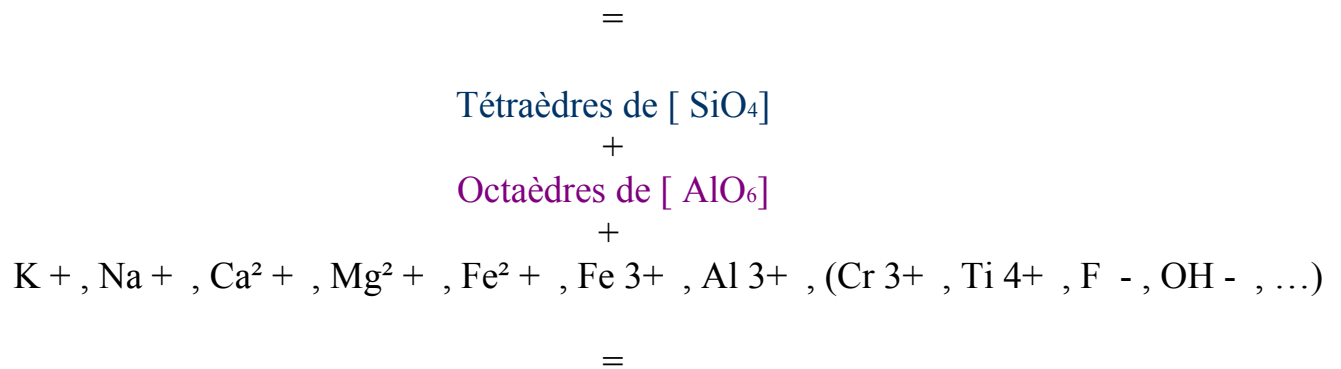 =
Tétraèdres de [ SiO₄]
+
Octaèdres de [ AlO₆]
+
K + , Na + , Ca² + , Mg² + , Fe² + , Fe 3+ , Al 3+ , (Cr 3+ , Ti 4+ , F - , OH - , …)
=